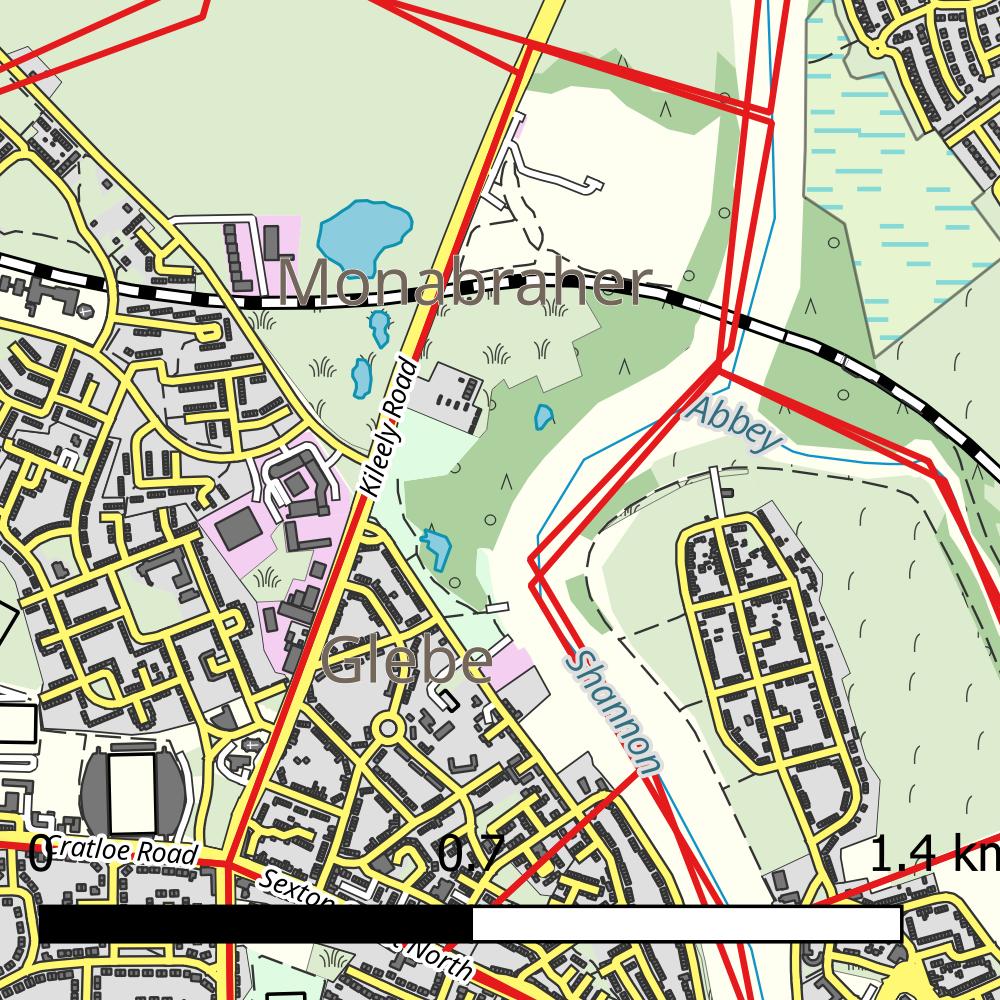 Monabraher
Kileely Road
Abbey
Glebe
Shannon
Cratloe Road
0
0.7
1.4 km
Sexton
North